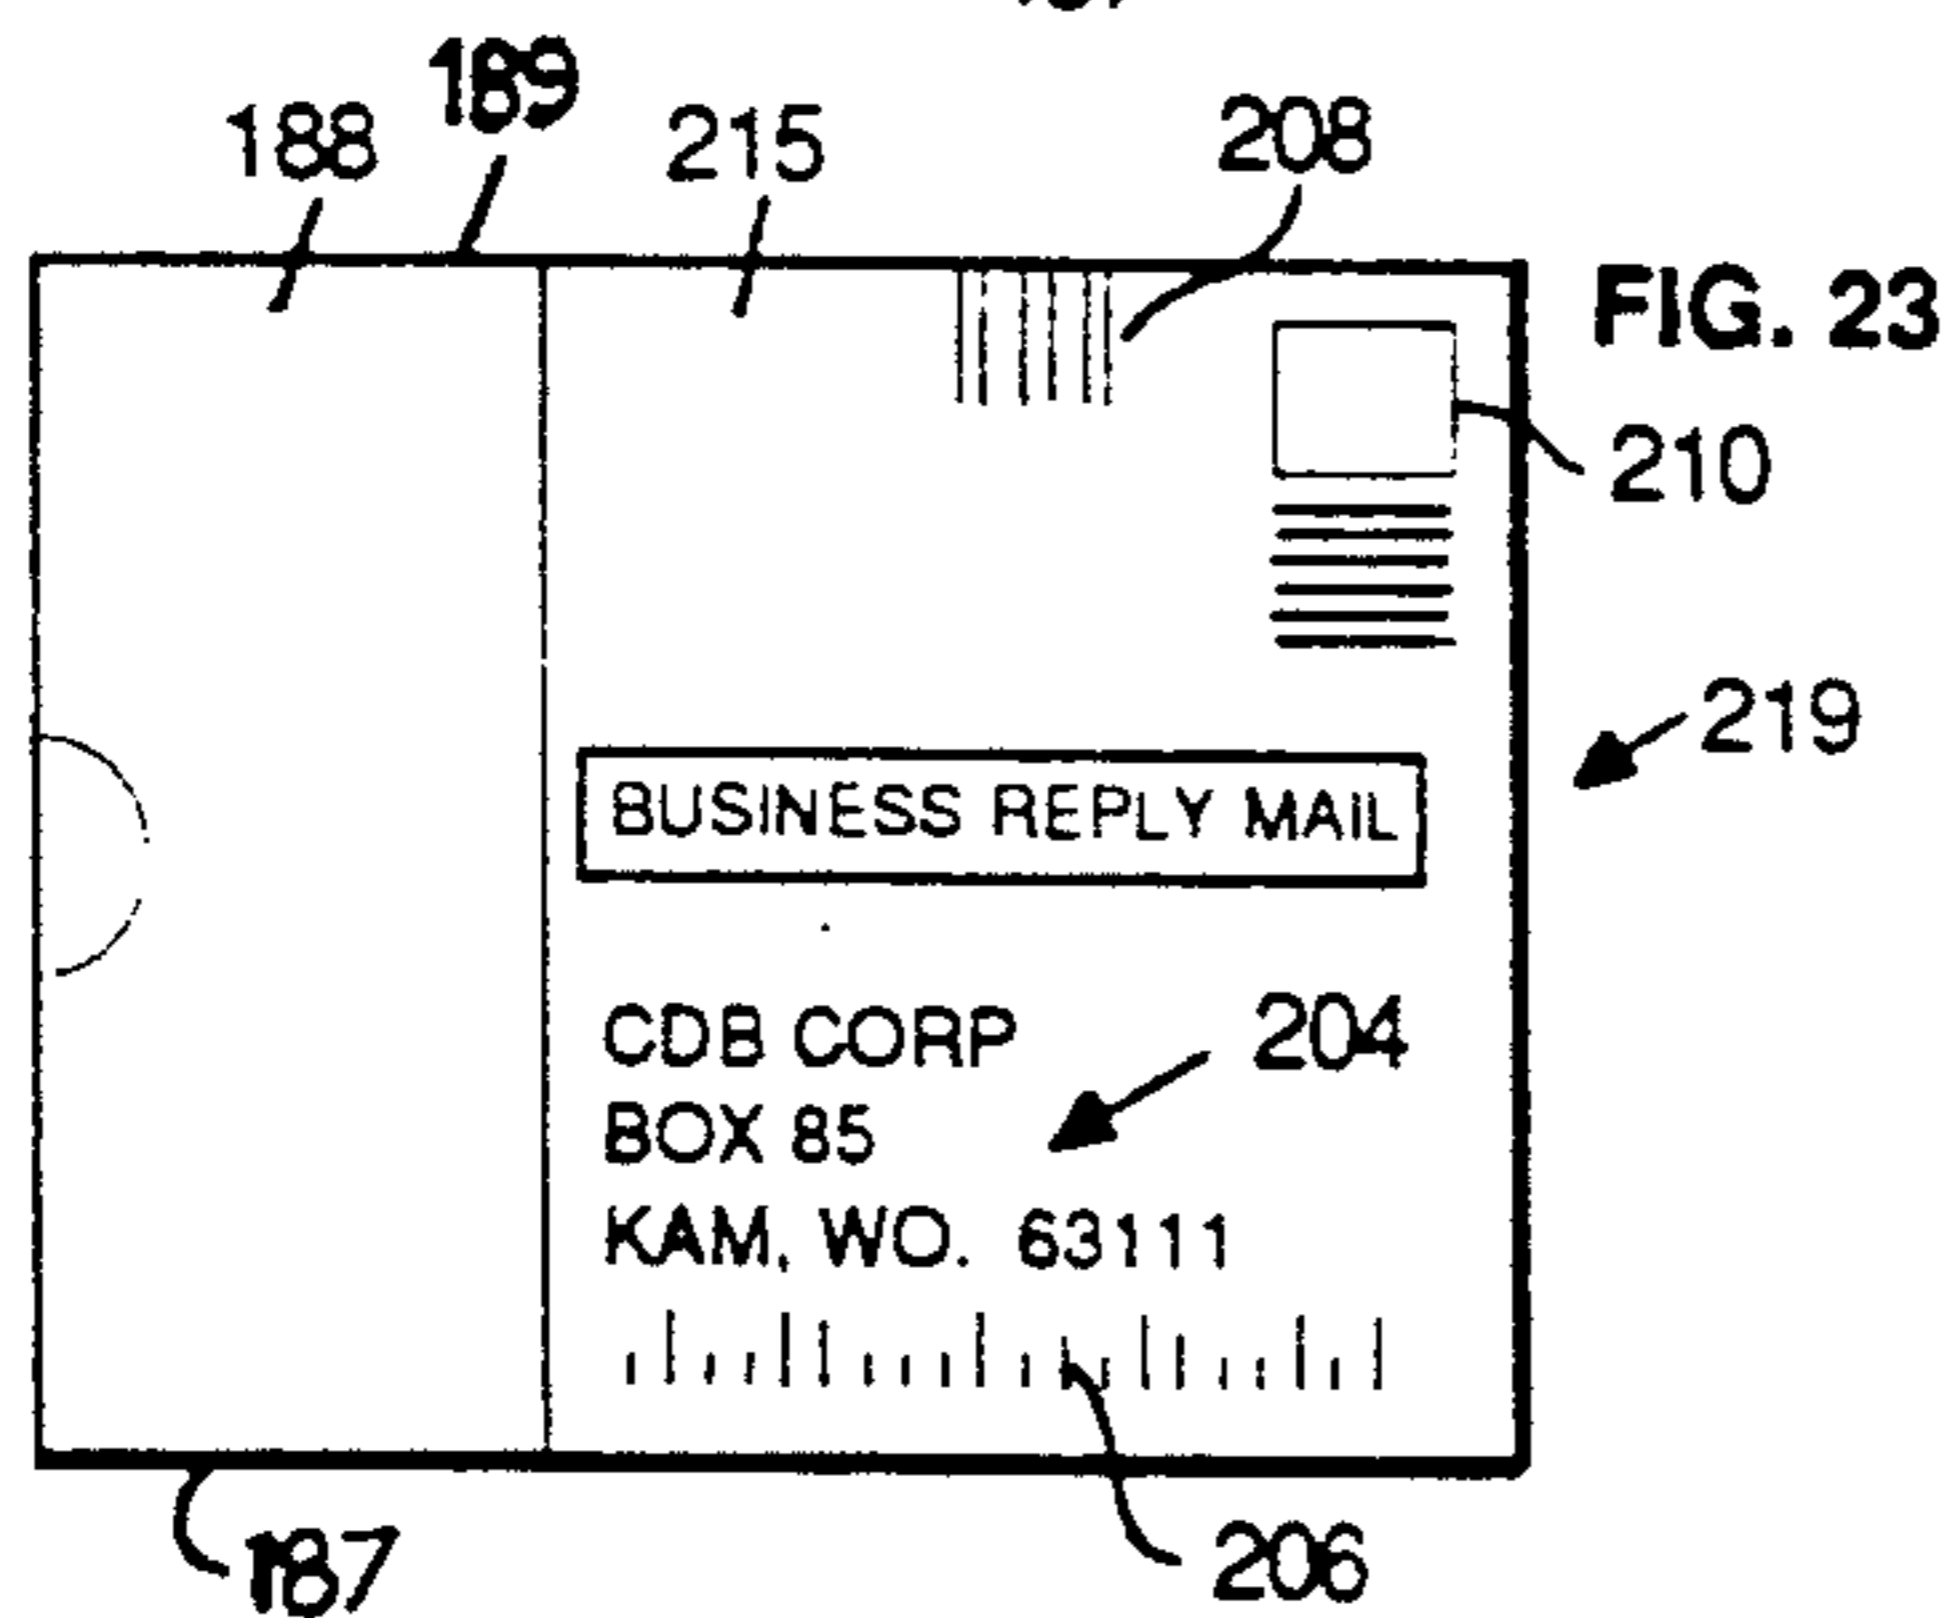 189
188
215
208
FIG. 23
210
219
BUSINESS REPLY MAIL
CDB CORP
204
BOX 85
KAM, WO. 63111
187
206